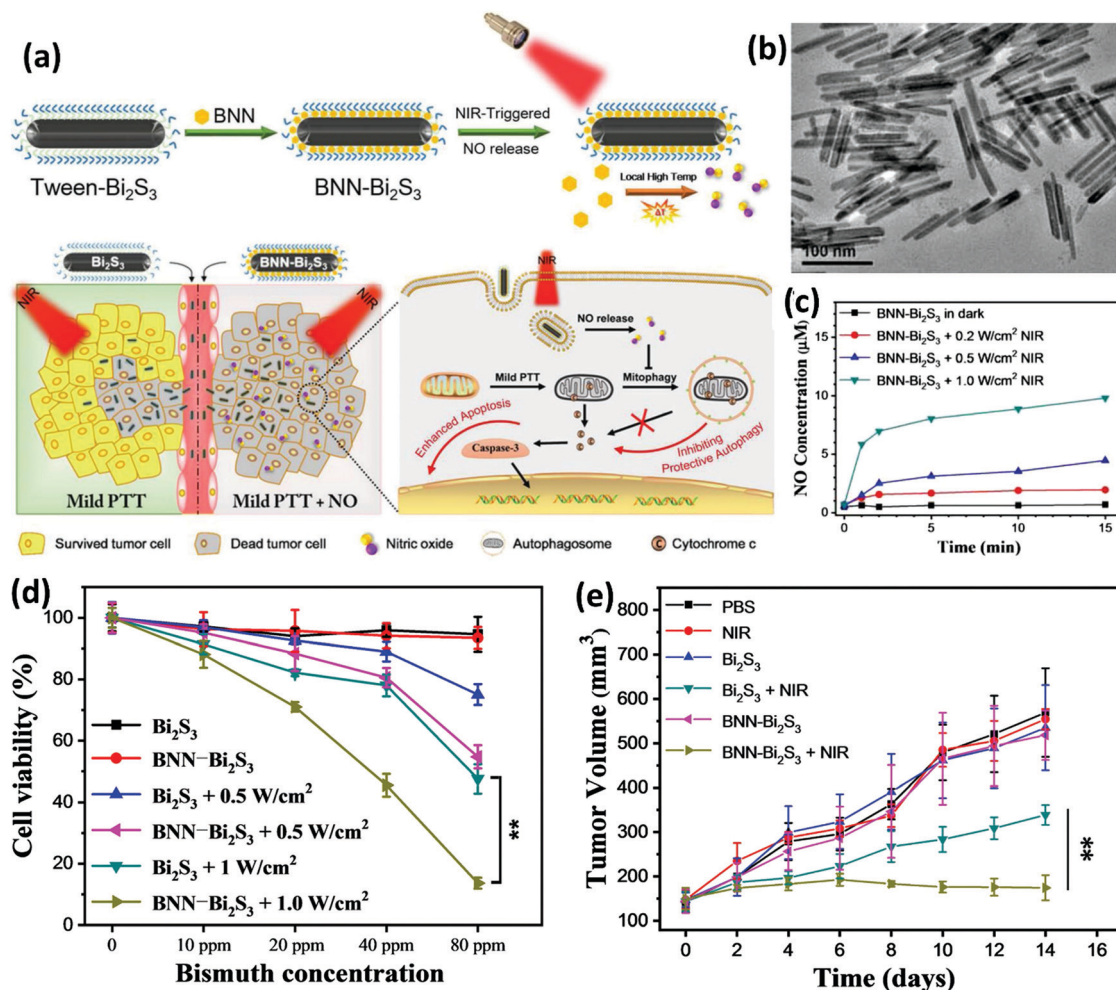 (a)
BNN
NIR-Triggered
NO release
Tween-Bi₂S₃
BNN-Bi₂S₃
Local High Temp
ΔT
Bi₂S₃
BNN-Bi₂S₃
NIR
NIR
Mild PTT
Mild PTT + NO
NIR
NO release
Mild PTT
Mitophagy
Enhanced Apoptosis
Caspase-3
Inhibiting
Protective Autophagy
C
Survived tumor cell
Dead tumor cell
Nitric oxide
Autophagosome
C
Cytochrome c
(b)
100 nm
(c)
NO Concentration (μM)
15
10
5
0
BNN-Bi₂S₃ in dark
BNN-Bi₂S₃ + 0.2 W/cm² NIR
BNN-Bi₂S₃ + 0.5 W/cm² NIR
BNN-Bi₂S₃ + 1.0 W/cm² NIR
0 5 10 15
Time (min)
(d)
Cell viability (%)
100
80
60
40
20
0
Bi₂S₃
BNN−Bi₂S₃
Bi₂S₃ + 0.5 W/cm²
BNN−Bi₂S₃ + 0.5 W/cm²
Bi₂S₃ + 1 W/cm²
BNN−Bi₂S₃ + 1.0 W/cm²
**
0 10 ppm 20 ppm 40 ppm 80 ppm
Bismuth concentration
(e)
Tumor Volume (mm³)
800
700
600
500
400
300
200
100
PBS
NIR
Bi₂S₃
Bi₂S₃ + NIR
BNN-Bi₂S₃
BNN-Bi₂S₃ + NIR
**
0 2 4 6 8 10 12 14 16
Time (days)